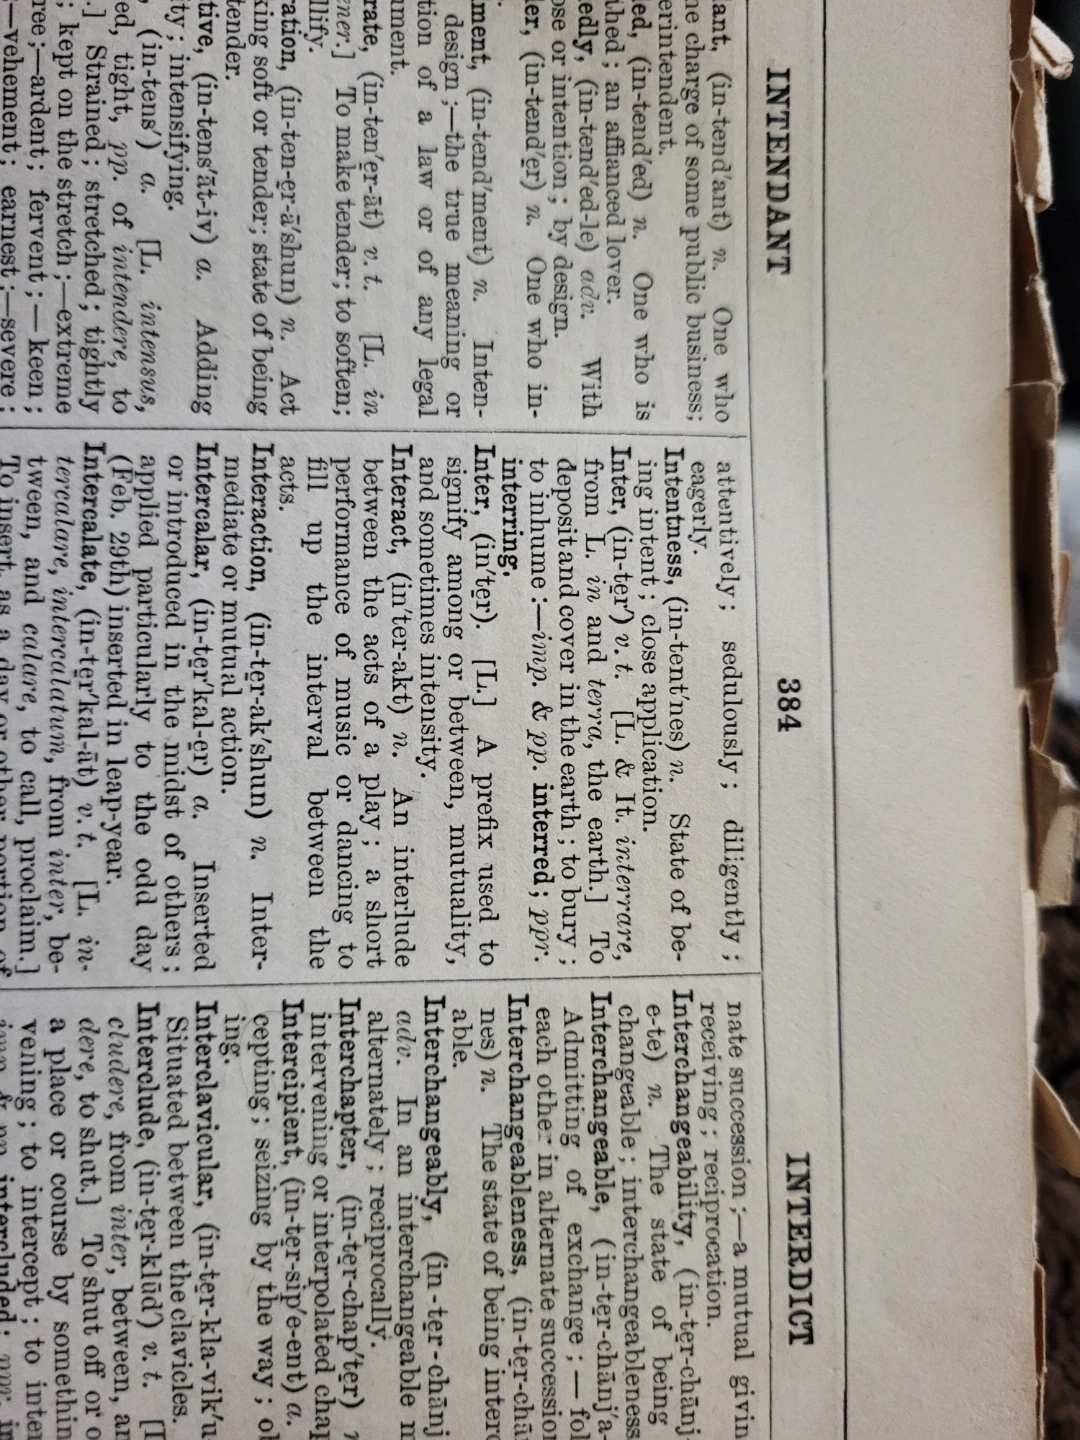 INTENDANT
384
INTERDICT
ant, (in-tend'ant) n. One who
charge of some public business;
erintendent.
ed, (in-tend'ed) n. One who is
thed; an affianced lover.
edly, (in-tend'ed-le) adv. With
ose or intention; by design.
er, (in-tend'er) n. One who in-
ment, (in-tend'ment) n. Inten-
design;—the true meaning or
tion of a law or of any legal
ument.
rate, (in-ten'er-āt) v.t. [L. in
ener.] To make tender; to soften;
llify.
ration, (in-ten-er-ā'shun) n. Act
king soft or tender; state of being
tender.
tive, (in-tens'āt-iv) a. Adding
ity; intensifying.
(in-tens') a. [L. intensus,
ed, tight, pp. of intendere, to
.] Strained; stretched; tightly
; kept on the stretch;—extreme
ree;—ardent; fervent;—keen;
—vehement; earnest;—severe;
attentively; sedulously; diligently;
eagerly.
Intentness, (in-tent'nes) n. State of be-
ing intent; close application.
Inter, (in-ter') v.t. [L. & It. interrare,
from L. in and terra, the earth.] To
deposit and cover in the earth; to bury;
to inhume:—imp. & pp. interred; ppr.
interring.
Inter, (in'ter). [L.] A prefix used to
signify among or between, mutuality,
and sometimes intensity.
Interact, (in'ter-akt) n. An interlude
between the acts of a play; a short
performance of music or dancing to
fill up the interval between the
acts.
Interaction, (in-ter-ak'shun) n. Inter-
mediate or mutual action.
Intercalar, (in-ter'kal-er) a. Inserted
or introduced in the midst of others;
applied particularly to the odd day
(Feb. 29th) inserted in leap-year.
Intercalate, (in-ter'kal-āt) v.t. [L. in-
tercalare, intercalatum, from inter, be-
tween, and calare, to call, proclaim.]
To insert, as a day or other portion of
nate succession;—a mutual givin
receiving; reciprocation.
Interchangeability, (in-ter-chānj-
e-te) n. The state of being
changeable; interchangeableness
Interchangeable, (in-ter-chānj'a-
Admitting of exchange;—fol
each other in alternate succession
Interchangeableness, (in-ter-chā
nes) n. The state of being interc
able.
Interchangeably, (in-ter-chānj
adv. In an interchangeable m
alternately; reciprocally.
Interchapter, (in-ter-chap'ter)
intervening or interpolated chap
Intercipient, (in-ter-sip'e-ent) a.
cepting; seizing by the way; ol
ing.
Interclavicular, (in-ter-kla-vik'u
Situated between the clavicles.
Interclude, (in-ter-klūd') v.t. [
cludere, from inter, between, an
dere, to shut.] To shut off or o
a place or course by somethin
vening; to intercept; to inter
intercluded;